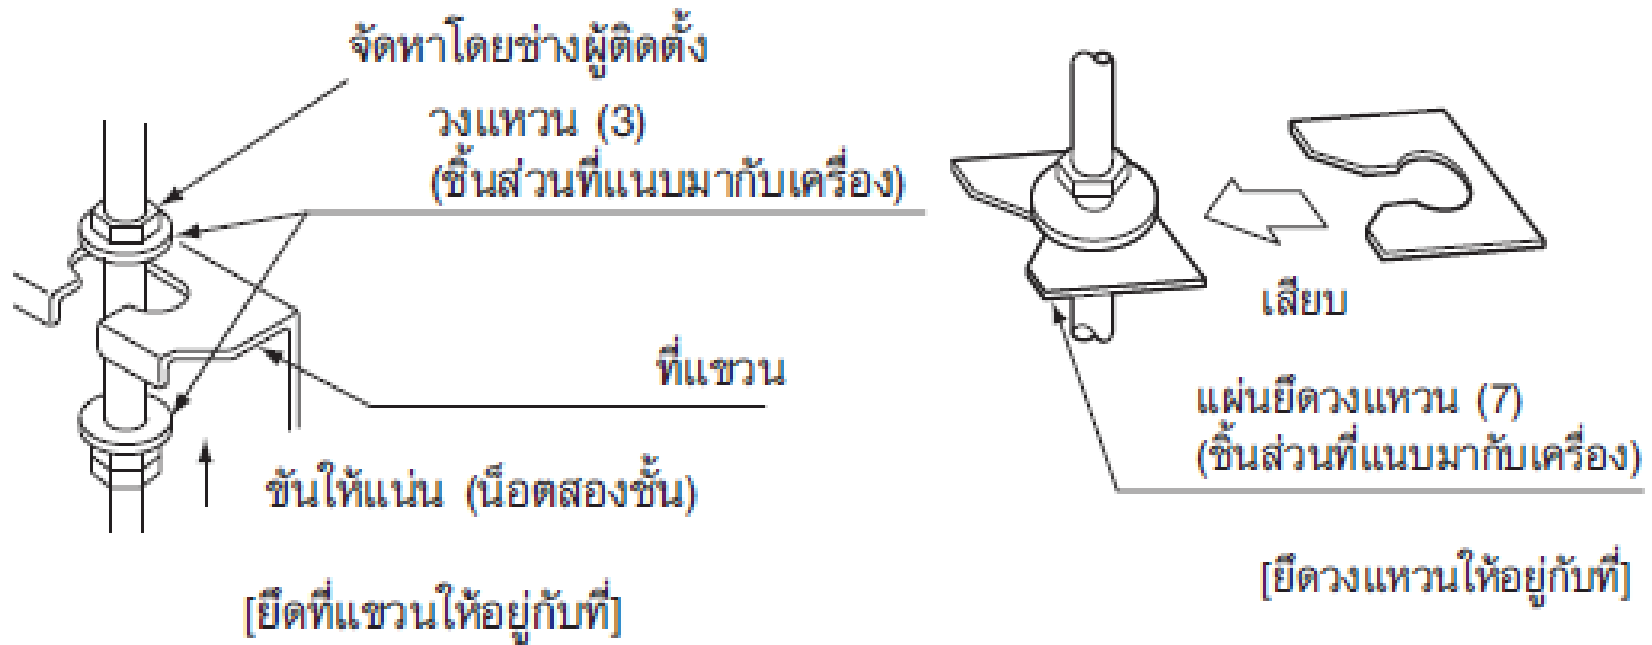 จัดหาโดยช่างผู้ติดตั้ง
วงแหวน (3)
(ชิ้นส่วนที่แนบมากับเครื่อง)
ที่แขวน
ขันให้แน่น (น็อตสองชั้น)
[ยึดที่แขวนให้อยู่กับที่]
เสียบ
แผ่นยึดวงแหวน (7)
(ชิ้นส่วนที่แนบมากับเครื่อง)
[ยึดวงแหวนให้อยู่กับที่]